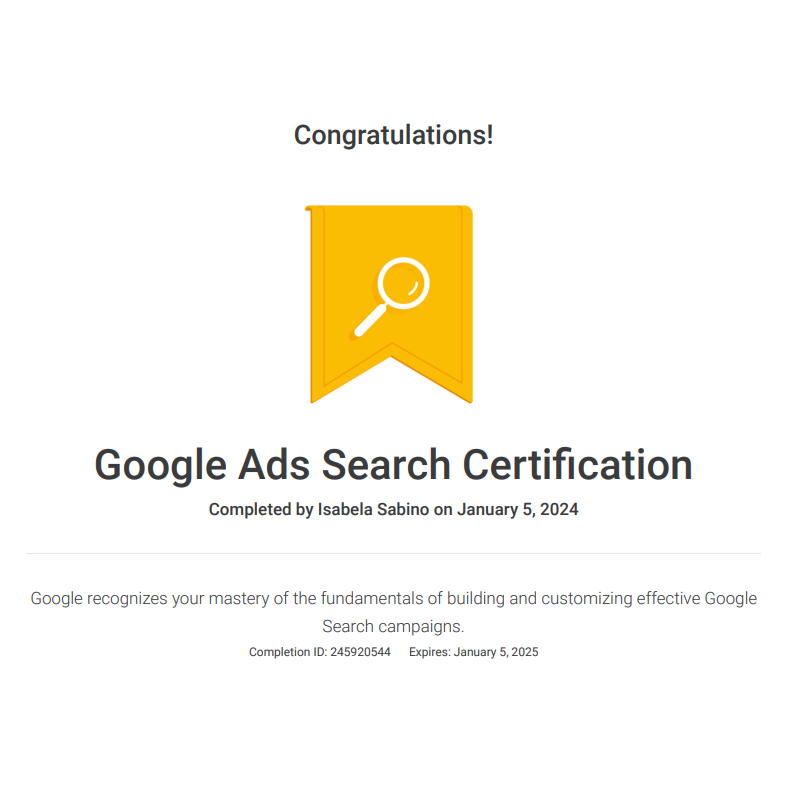 Congratulations!
Google Ads Search Certification
Completed by Isabela Sabino on January 5, 2024
Google recognizes your mastery of the fundamentals of building and customizing effective Google
Search campaigns.
Completion ID: 245920544 Expires: January 5, 2025